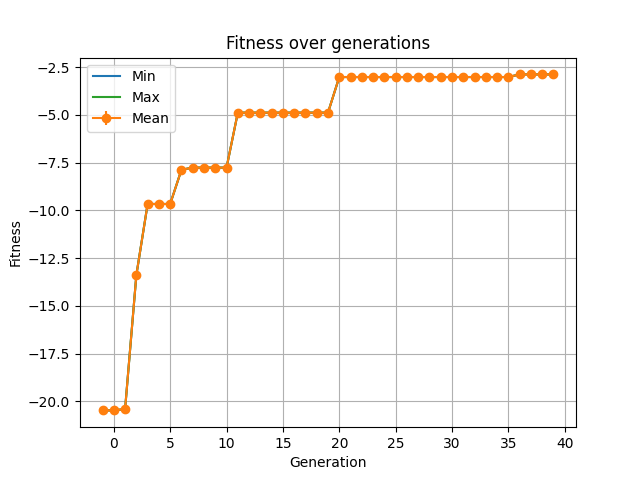 Fitness over generations
Min
Max
Mean
−2.5
−5.0
−7.5
−10.0
−12.5
−15.0
−17.5
−20.0
Fitness
0 5 10 15 20 25 30 35 40
Generation